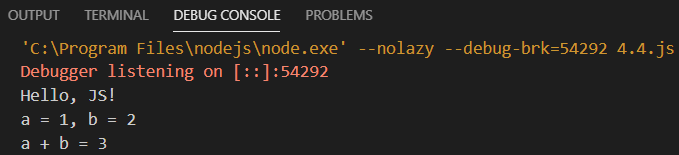 OUTPUT TERMINAL DEBUG CONSOLE PROBLEMS
'C:\Program Files\nodejs\node.exe' --nolazy --debug-brk=54292 4.4.js
Debugger listening on [::]:54292
Hello, JS!
a = 1, b = 2
a + b = 3